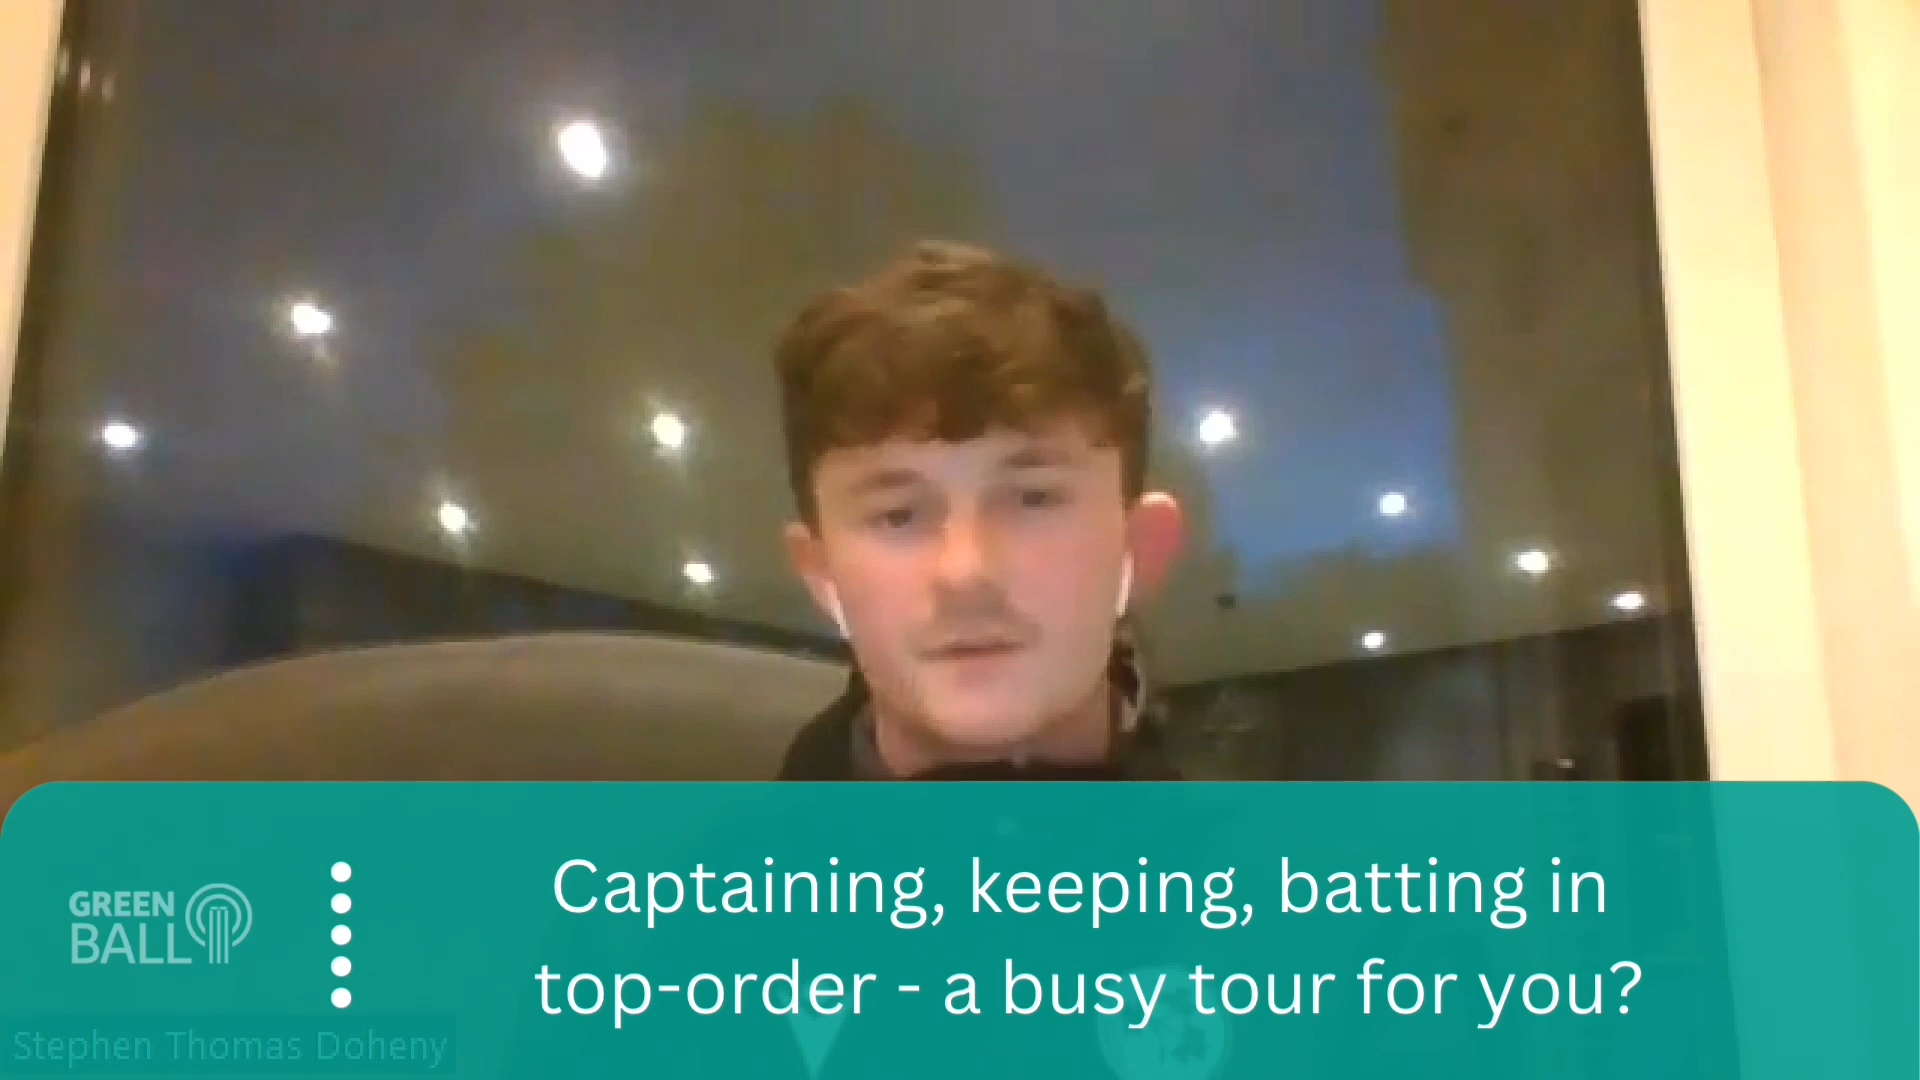 GREEN
BALL
Captaining, keeping, batting in
top-order - a busy tour for you?
Stephen Thomas Doheny